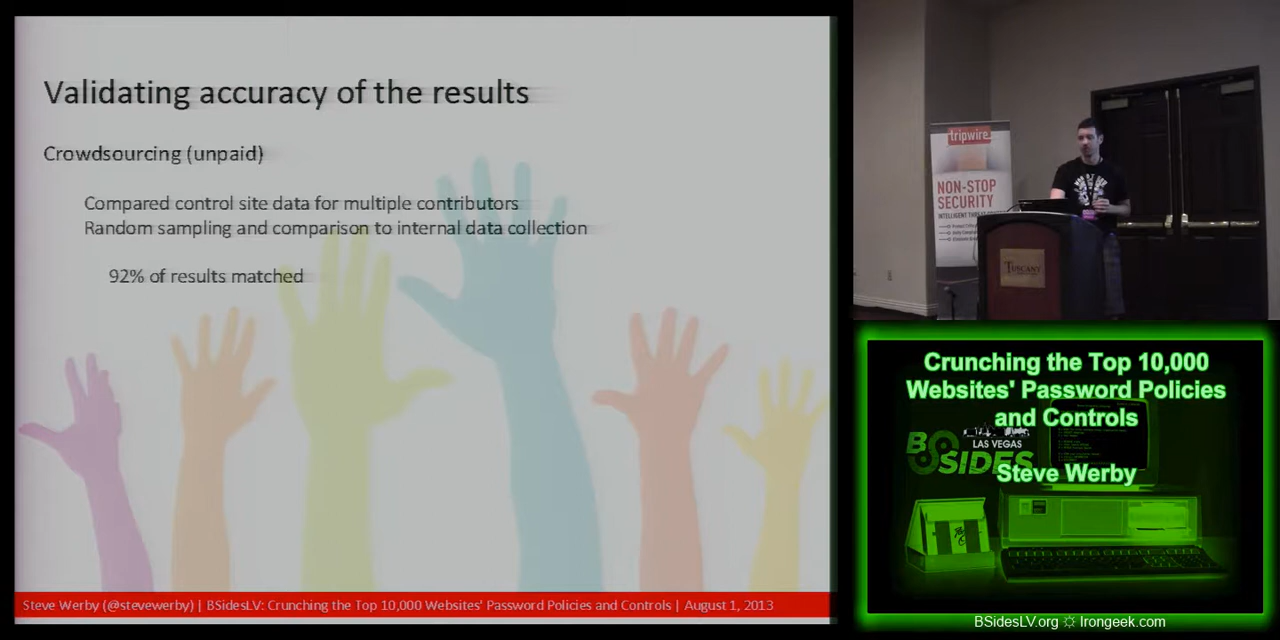 Validating accuracy of the results
Crowdsourcing (unpaid)
Compared control site data for multiple contributors
Random sampling and comparison to internal data collection
92% of results matched
Steve Werby (@stevewerby) | BSidesLV: Crunching the Top 10,000 Websites' Password Policies and Controls | August 1, 2013
tripwire
NON-STOP
SECURITY
TUSCANY
Crunching the Top 10,000
Websites' Password Policies
and Controls
LAS VEGAS
BSIDES
Steve Werby
BSidesLV.org ☼ Irongeek.com